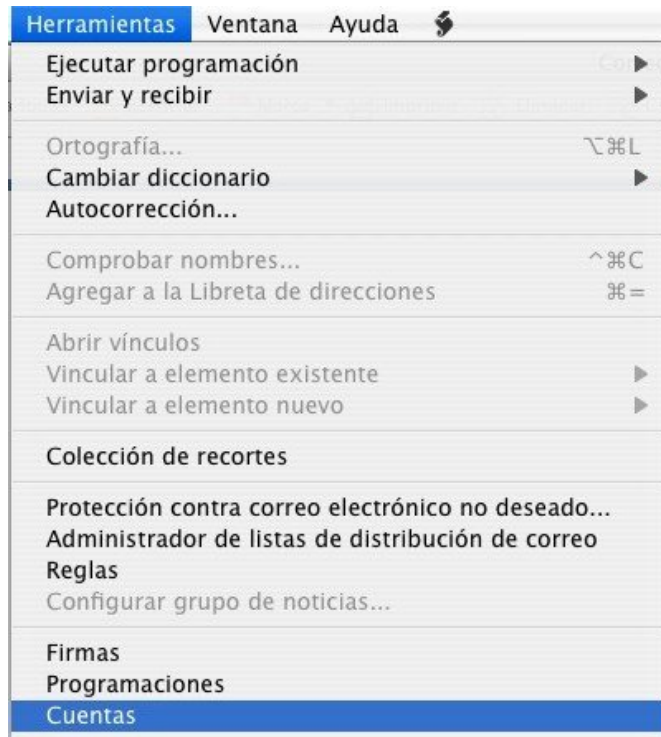 Herramientas Ventana Ayuda
Ejecutar programación
Enviar y recibir
Ortografía... ⌥⌘L
Cambiar diccionario
Autocorrección...
Comprobar nombres... ^⌘C
Agregar a la Libreta de direcciones ⌘=
Abrir vínculos
Vincular a elemento existente
Vincular a elemento nuevo
Colección de recortes
Protección contra correo electrónico no deseado...
Administrador de listas de distribución de correo
Reglas
Configurar grupo de noticias...
Firmas
Programaciones
Cuentas